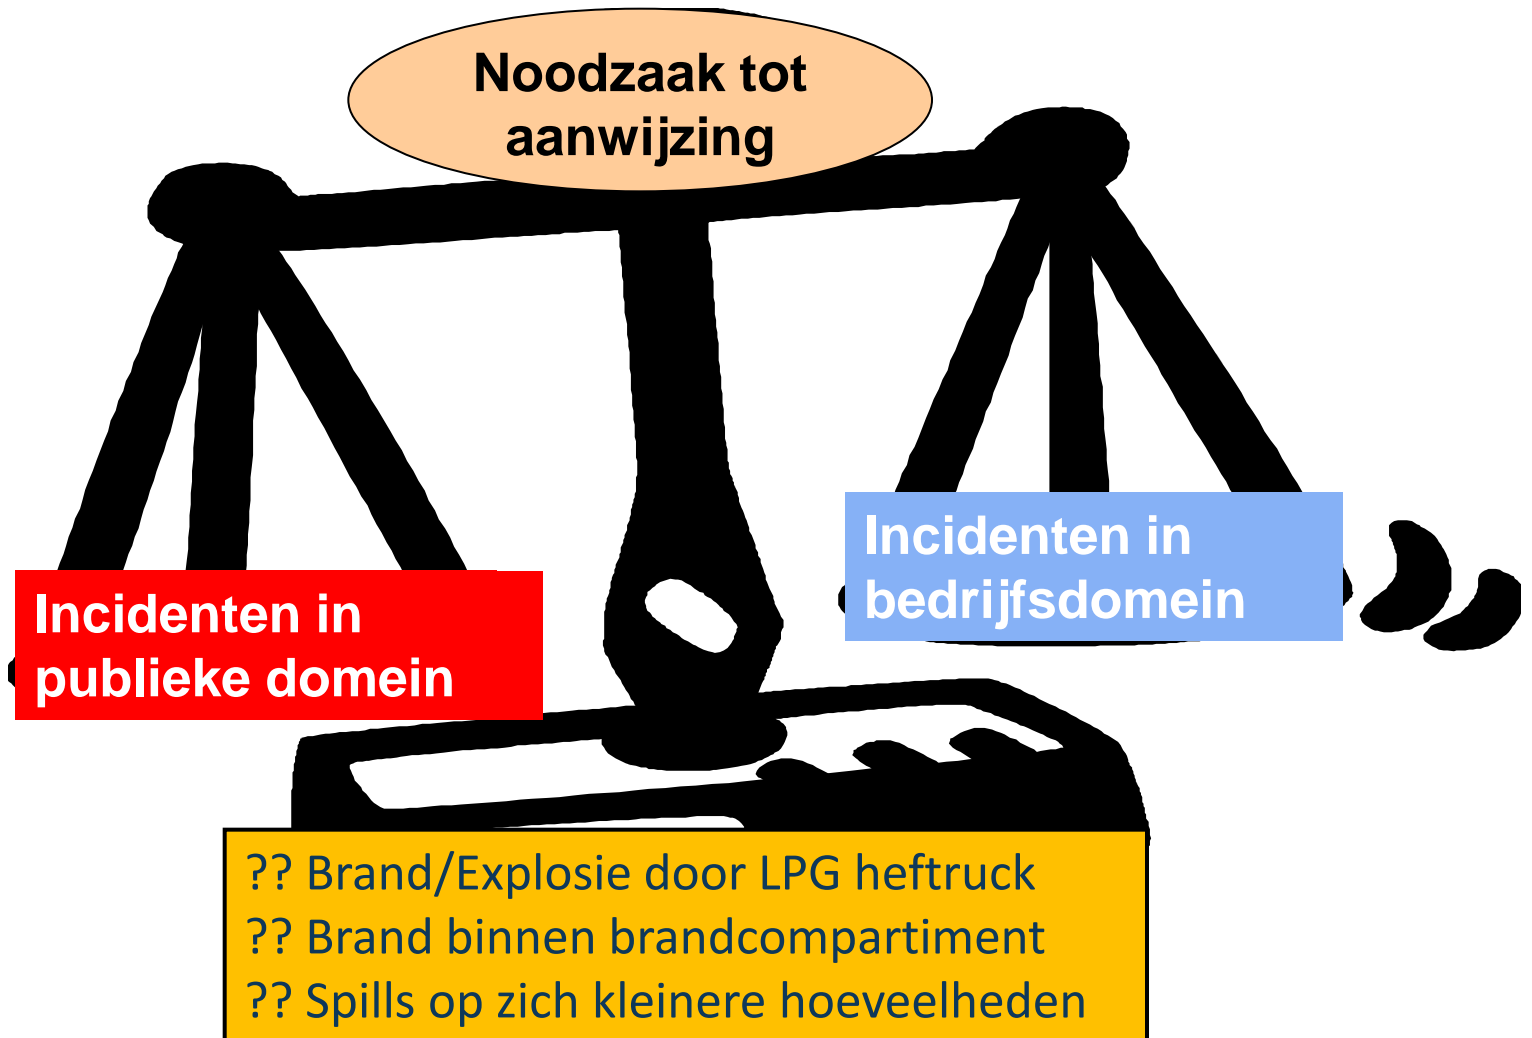 Noodzaak tot
aanwijzing
Incidenten in
bedrijfsdomein
Incidenten in
publieke domein
?? Brand/Explosie door LPG heftruck
?? Brand binnen brandcompartiment
?? Spills op zich kleinere hoeveelheden